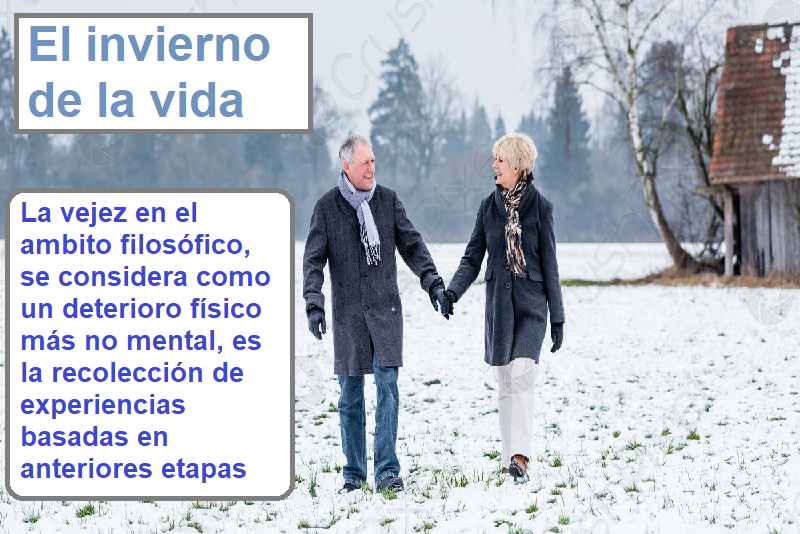 El invierno
de la vida
La vejez en el
ambito filosófico,
se considera como
un deterioro físico
más no mental, es
la recolección de
experiencias
basadas en
anteriores etapas